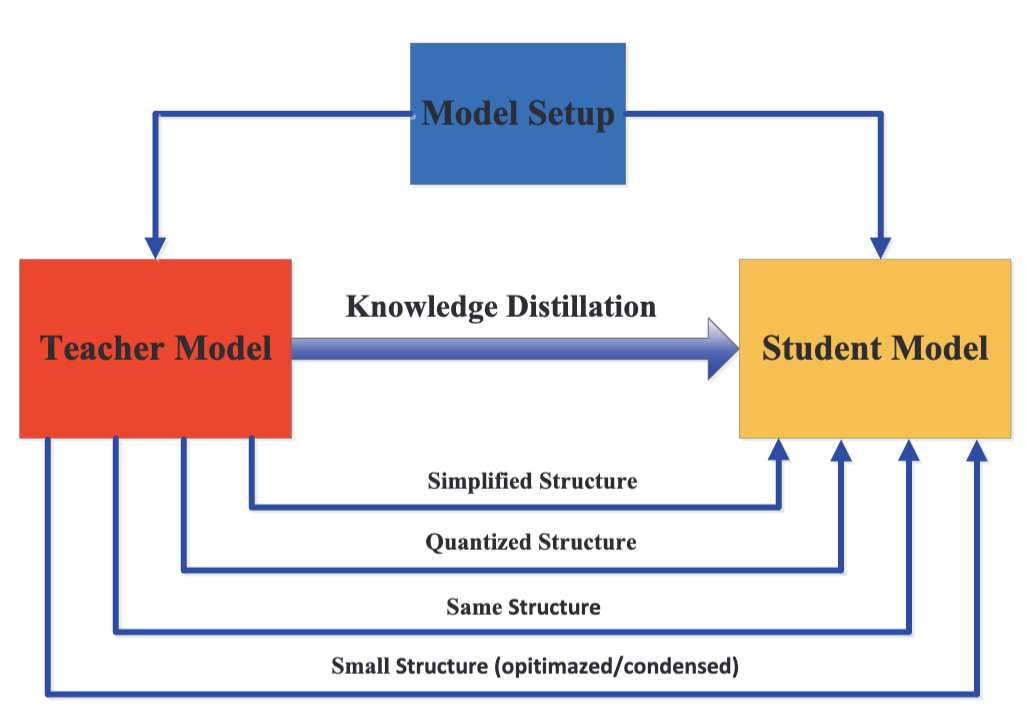 Model Setup
Knowledge Distillation
Teacher Model
Student Model
Simplified Structure
Quantized Structure
Same Structure
Small Structure (opitimazed/condensed)